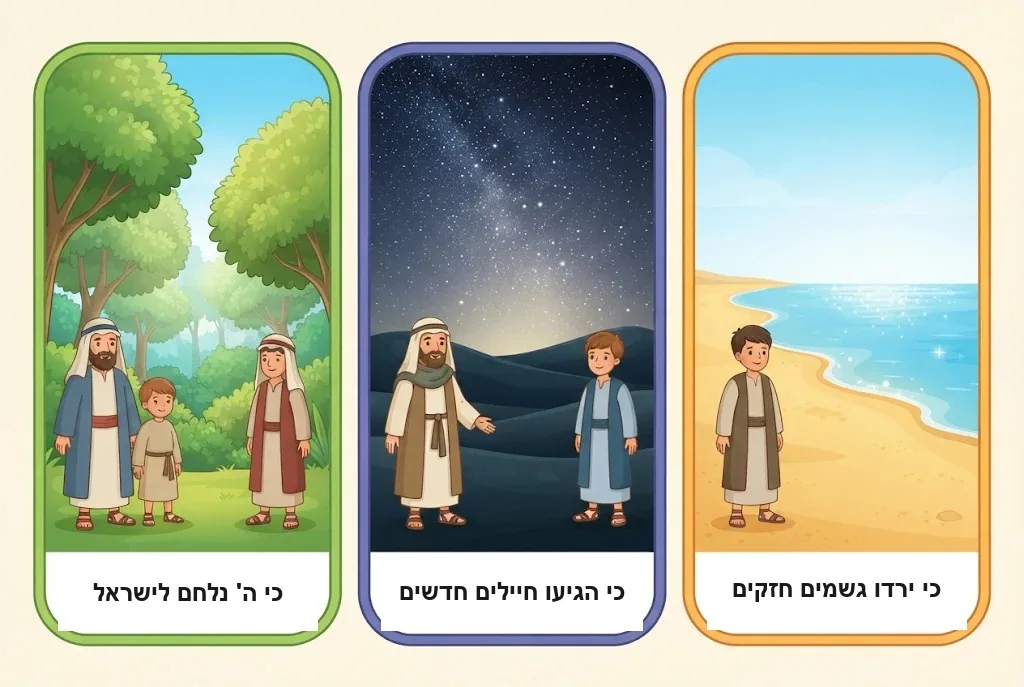 כי ירדו גשמים חזקים
כי הגיעו חיילים חדשים
כי ה' נלחם לישראל